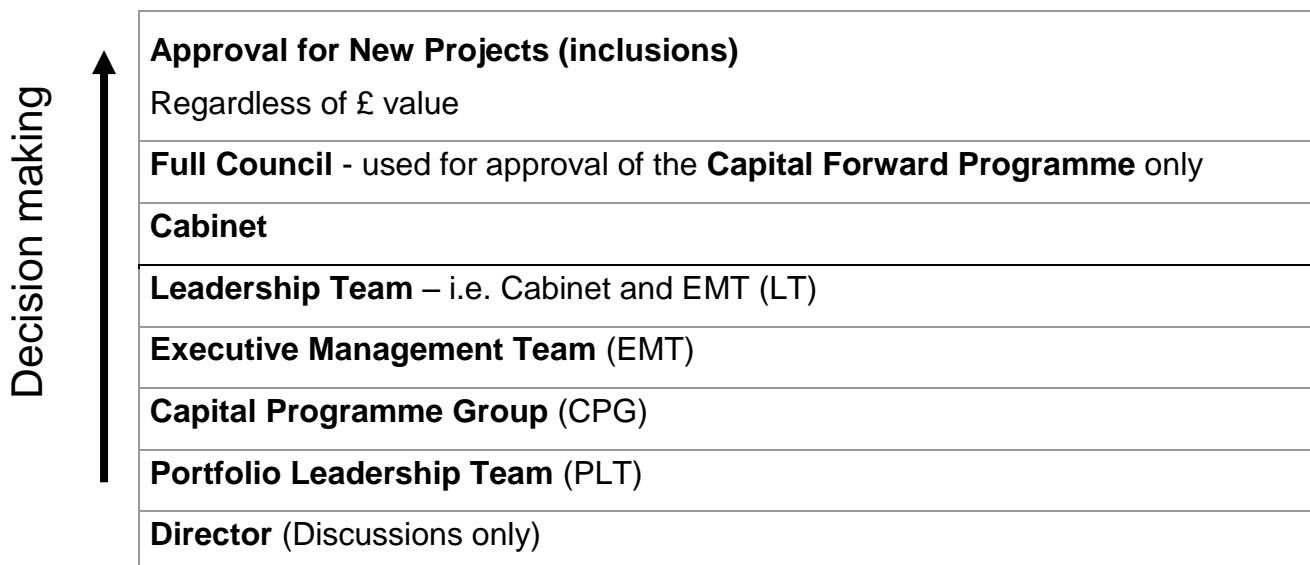 Decision making
Approval for New Projects (inclusions)
Regardless of £ value
Full Council - used for approval of the Capital Forward Programme only
Cabinet
Leadership Team – i.e. Cabinet and EMT (LT)
Executive Management Team (EMT)
Capital Programme Group (CPG)
Portfolio Leadership Team (PLT)
Director (Discussions only)